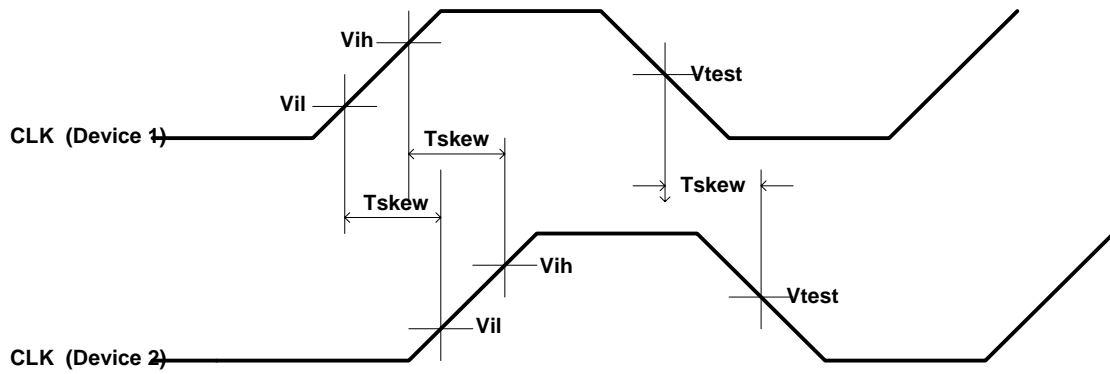 Vih
Vtest
Vil
CLK (Device 1)
Tskew
Tskew
Tskew
Vih
Vtest
Vil
CLK (Device 2)